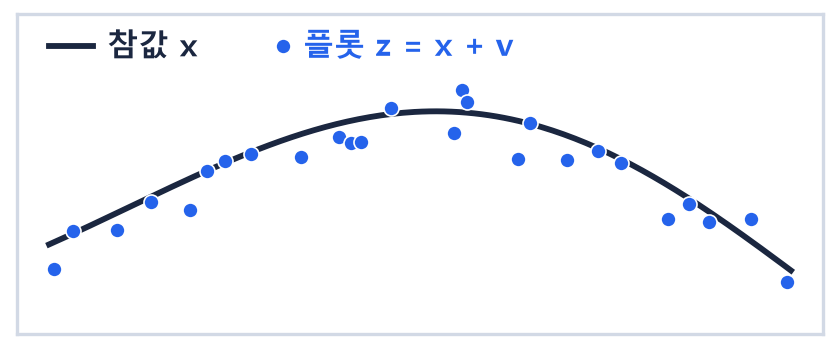 참값 x
플롯 z = x + v